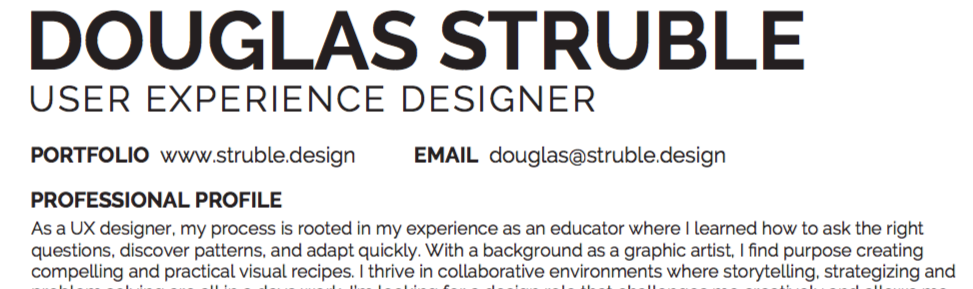 DOUGLAS STRUBLE
USER EXPERIENCE DESIGNER
PORTFOLIO www.struble.design EMAIL douglas@struble.design
PROFESSIONAL PROFILE
As a UX designer, my process is rooted in my experience as an educator where I learned how to ask the right
questions, discover patterns, and adapt quickly. With a background as a graphic artist, I find purpose creating
compelling and practical visual recipes. I thrive in collaborative environments where storytelling, strategizing and